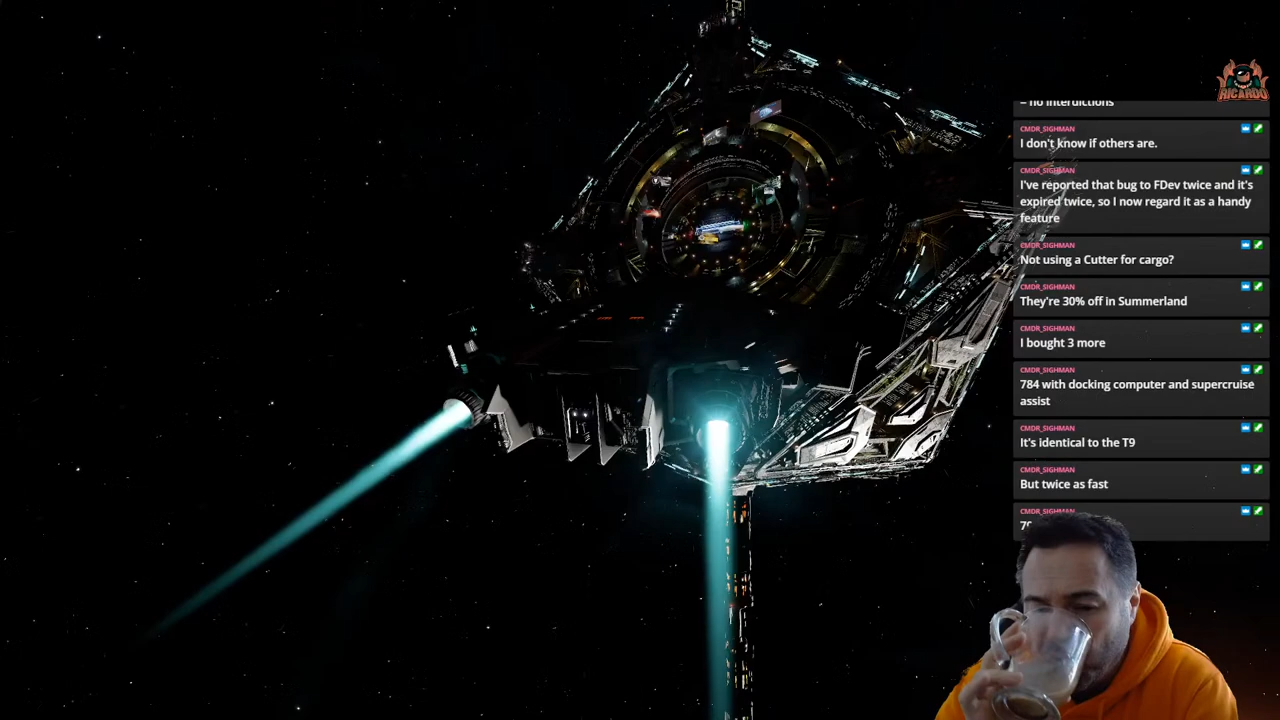 RICARDO
– no interdictions
CMDR_SIGHMAN
I don't know if others are.
CMDR_SIGHMAN
I've reported that bug to FDev twice and it's
expired twice, so I now regard it as a handy
feature
CMDR_SIGHMAN
Not using a Cutter for cargo?
CMDR_SIGHMAN
They're 30% off in Summerland
CMDR_SIGHMAN
I bought 3 more
CMDR_SIGHMAN
784 with docking computer and supercruise
assist
CMDR_SIGHMAN
It's identical to the T9
CMDR_SIGHMAN
But twice as fast
CMDR_SIGHMAN